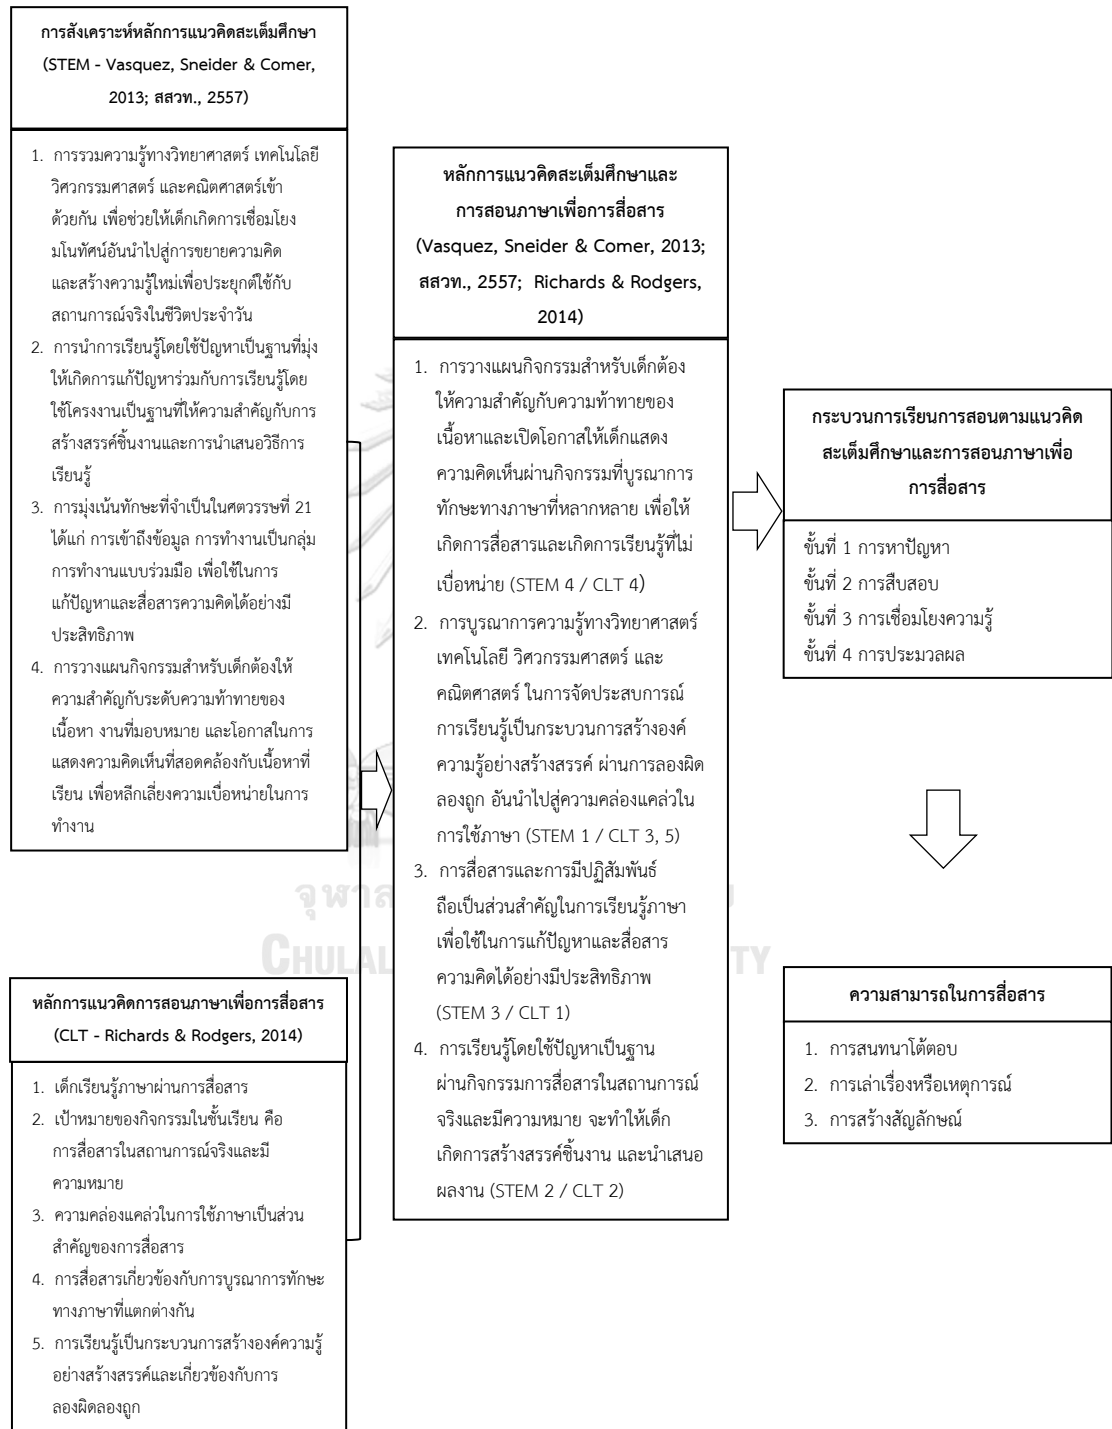 การสังเคราะห์หลักการแนวคิดสะเต็มศึกษา
(STEM - Vasquez, Sneider & Comer,
2013; สสวท., 2557)
1. การรวมความรู้ทางวิทยาศาสตร์ เทคโนโลยี
วิศวกรรมศาสตร์ และคณิตศาสตร์เข้า
ด้วยกัน เพื่อช่วยให้เด็กเกิดการเชื่อมโยง
มโนทัศน์อันนำไปสู่การขยายความคิด
และสร้างความรู้ใหม่เพื่อประยุกต์ใช้กับ
สถานการณ์จริงในชีวิตประจำวัน
2. การนำการเรียนรู้โดยใช้ปัญหาเป็นฐานที่มุ่ง
ให้เกิดการแก้ปัญหาร่วมกับการเรียนรู้โดย
ใช้โครงงานเป็นฐานที่ให้ความสำคัญกับการ
สร้างสรรค์ชิ้นงานและการนำเสนอวิธีการ
เรียนรู้
3. การมุ่งเน้นทักษะที่จำเป็นในศตวรรษที่ 21
ได้แก่ การเข้าถึงข้อมูล การทำงานเป็นกลุ่ม
การทำงานแบบร่วมมือ เพื่อใช้ในการ
แก้ปัญหาและสื่อสารความคิดได้อย่างมี
ประสิทธิภาพ
4. การวางแผนกิจกรรมสำหรับเด็กต้องให้
ความสำคัญกับระดับความท้าทายของ
เนื้อหา งานที่มอบหมาย และโอกาสในการ
แสดงความคิดเห็นที่สอดคล้องกับเนื้อหาที่
เรียน เพื่อหลีกเลี่ยงความเบื่อหน่ายในการ
ทำงาน
หลักการแนวคิดการสอนภาษาเพื่อการสื่อสาร
(CLT - Richards & Rodgers, 2014)
1. เด็กเรียนรู้ภาษาผ่านการสื่อสาร
2. เป้าหมายของกิจกรรมในชั้นเรียน คือ
การสื่อสารในสถานการณ์จริงและมี
ความหมาย
3. ความคล่องแคล่วในการใช้ภาษาเป็นส่วน
สำคัญของการสื่อสาร
4. การสื่อสารเกี่ยวข้องกับการบูรณาการทักษะ
ทางภาษาที่แตกต่างกัน
5. การเรียนรู้เป็นกระบวนการสร้างองค์ความรู้
อย่างสร้างสรรค์และเกี่ยวข้องกับการ
ลองผิดลองถูก
หลักการแนวคิดสะเต็มศึกษาและ
การสอนภาษาเพื่อการสื่อสาร
(Vasquez, Sneider & Comer, 2013;
สสวท., 2557; Richards & Rodgers,
2014)
1. การวางแผนกิจกรรมสำหรับเด็กต้อง
ให้ความสำคัญกับความท้าทายของ
เนื้อหาและเปิดโอกาสให้เด็กแสดง
ความคิดเห็นผ่านกิจกรรมที่บูรณาการ
ทักษะทางภาษาที่หลากหลาย เพื่อให้
เกิดการสื่อสารและเกิดการเรียนรู้ที่ไม่
เบื่อหน่าย (STEM 4 / CLT 4)
2. การบูรณาการความรู้ทางวิทยาศาสตร์
เทคโนโลยี วิศวกรรมศาสตร์ และ
คณิตศาสตร์ ในการจัดประสบการณ์
การเรียนรู้เป็นกระบวนการสร้างองค์
ความรู้อย่างสร้างสรรค์ ผ่านการลองผิด
ลองถูก อันนำไปสู่ความคล่องแคล่วใน
การใช้ภาษา (STEM 1 / CLT 3, 5)
3. การสื่อสารและการมีปฏิสัมพันธ์
ถือเป็นส่วนสำคัญในการเรียนรู้ภาษา
เพื่อใช้ในการแก้ปัญหาและสื่อสาร
ความคิดได้อย่างมีประสิทธิภาพ
(STEM 3 / CLT 1)
4. การเรียนรู้โดยใช้ปัญหาเป็นฐาน
ผ่านกิจกรรมการสื่อสารในสถานการณ์
จริงและมีความหมาย จะทำให้เด็ก
เกิดการสร้างสรรค์ชิ้นงาน และนำเสนอ
ผลงาน (STEM 2 / CLT 2)
กระบวนการเรียนการสอนตามแนวคิด
สะเต็มศึกษาและการสอนภาษาเพื่อ
การสื่อสาร
ขั้นที่ 1 การหาปัญหา
ขั้นที่ 2 การสืบสอบ
ขั้นที่ 3 การเชื่อมโยงความรู้
ขั้นที่ 4 การประมวลผล
ความสามารถในการสื่อสาร
1. การสนทนาโต้ตอบ
2. การเล่าเรื่องหรือเหตุการณ์
3. การสร้างสัญลักษณ์